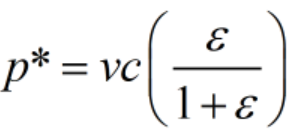 p* = vc(ε / (1 + ε))